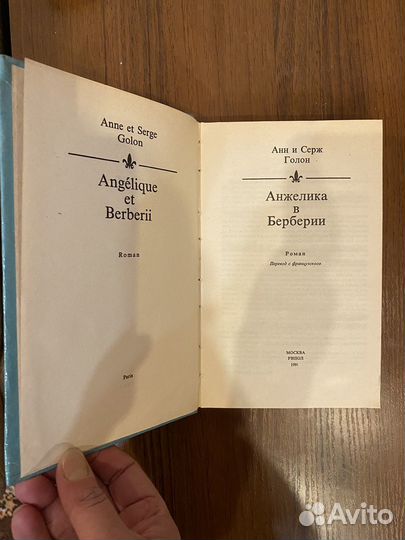 Anne et Serge
Golon
Angélique
et
Berberii
Roman
Paris
Анн и Серж
Голон
Анжелика
в
Берберии
Роман
Перевод с французского
МОСКВА
РИПОЛ
1991
Avito